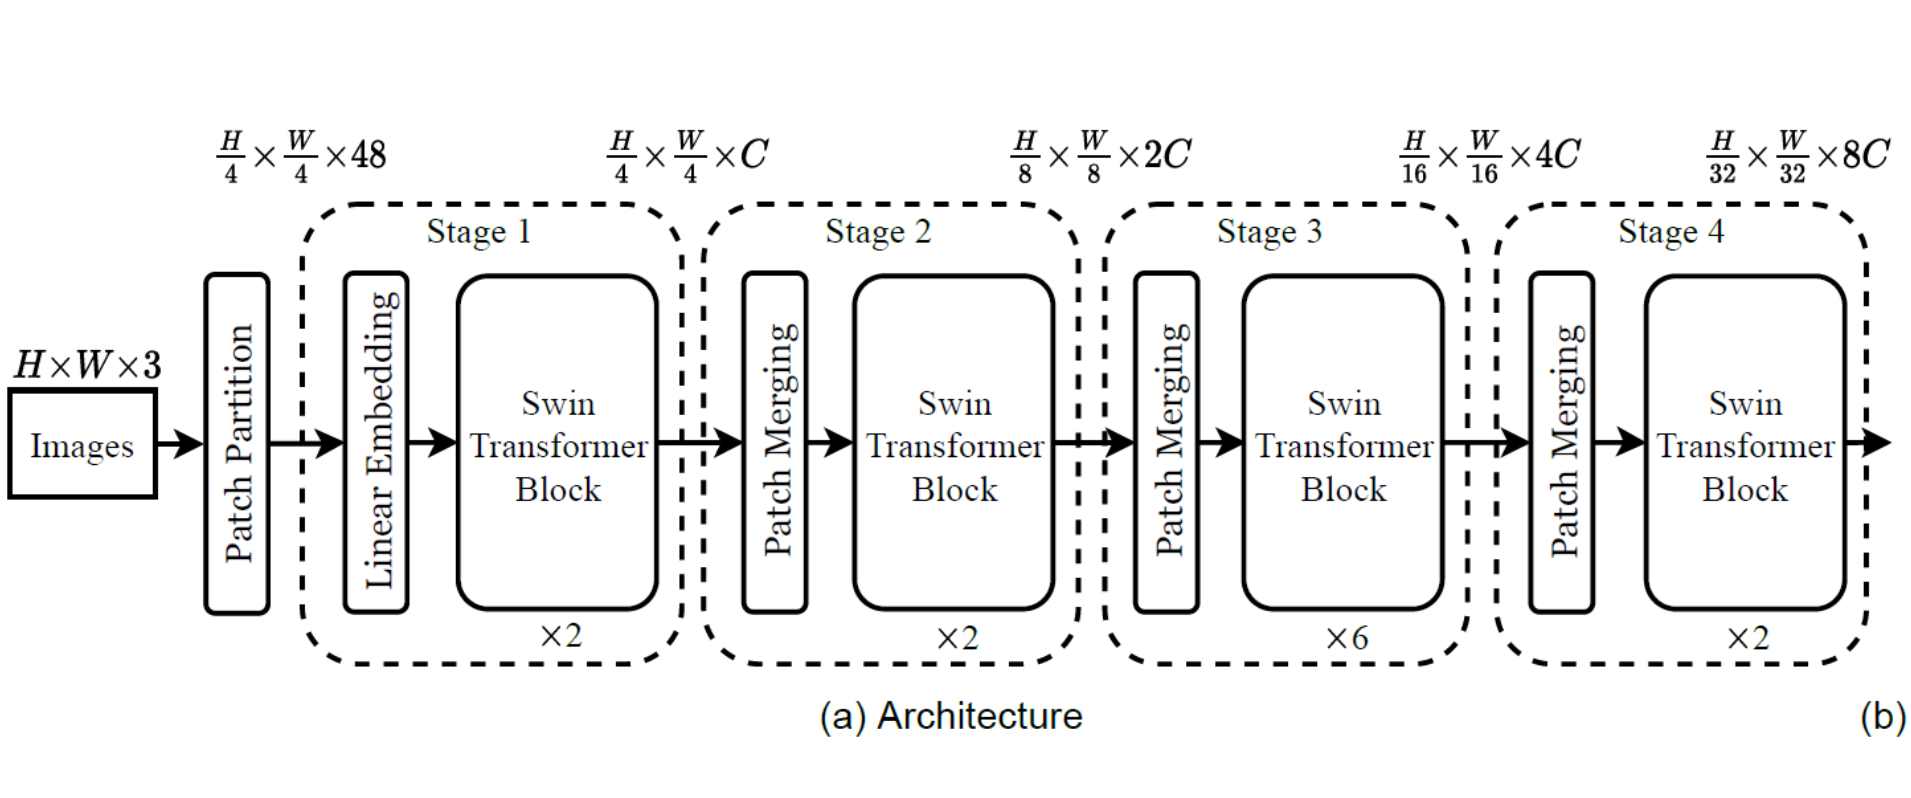 H/4 × W/4 × 48
H/4 × W/4 × C
H/8 × W/8 × 2C
H/16 × W/16 × 4C
H/32 × W/32 × 8C
Stage 1
Stage 2
Stage 3
Stage 4
H×W×3
Images
Patch Partition
Linear Embedding
Swin
Transformer
Block
×2
Patch Merging
Swin
Transformer
Block
×2
Patch Merging
Swin
Transformer
Block
×6
Patch Merging
Swin
Transformer
Block
×2
(a) Architecture
(b)